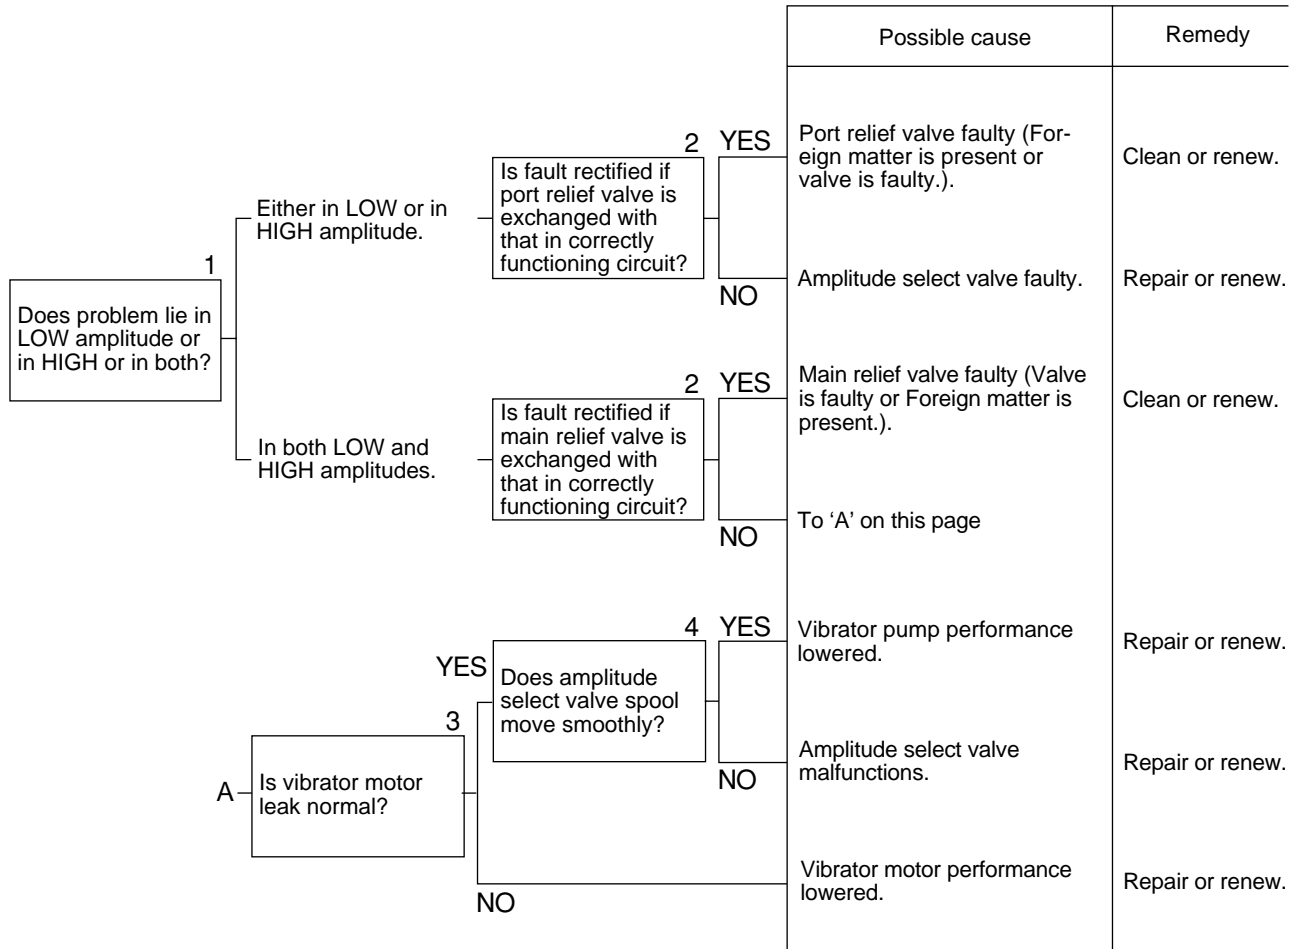 Possible cause
Remedy
1
Does problem lie in
LOW amplitude or
in HIGH or in both?
Either in LOW or in
HIGH amplitude.
2
Is fault rectified if
port relief valve is
exchanged with
that in correctly
functioning circuit?
YES
Port relief valve faulty (For-
eign matter is present or
valve is faulty.).
Clean or renew.
NO
Amplitude select valve faulty.
Repair or renew.
In both LOW and
HIGH amplitudes.
2
Is fault rectified if
main relief valve is
exchanged with
that in correctly
functioning circuit?
YES
Main relief valve faulty (Valve
is faulty or Foreign matter is
present.).
Clean or renew.
NO
To ‘A’ on this page
A
3
Is vibrator motor
leak normal?
YES
4
Does amplitude
select valve spool
move smoothly?
YES
Vibrator pump performance
lowered.
Repair or renew.
NO
Amplitude select valve
malfunctions.
Repair or renew.
NO
Vibrator motor performance
lowered.
Repair or renew.